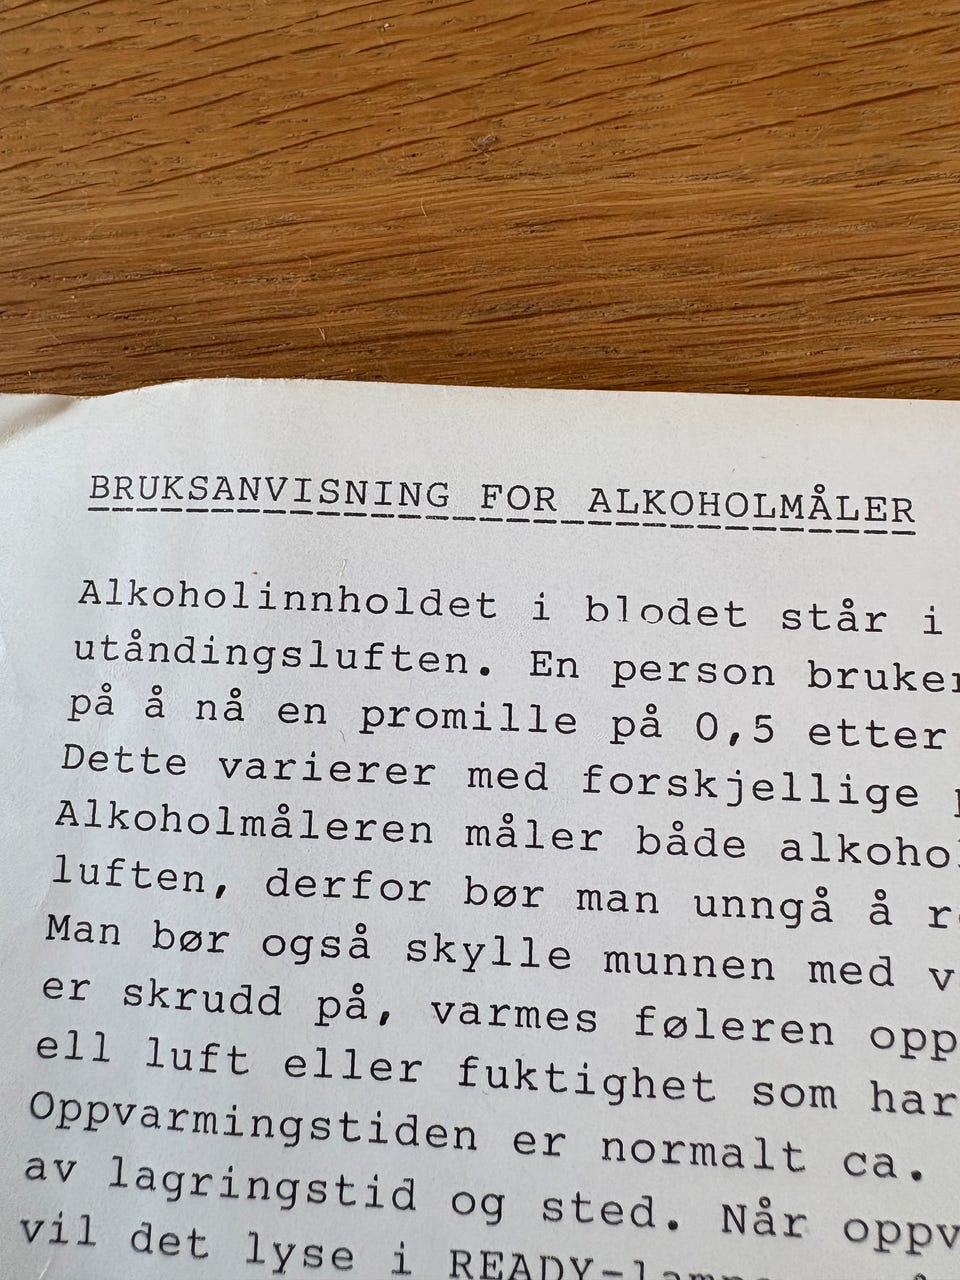 BRUKSANVISNING FOR ALKOHOLMÅLER
Alkoholinnholdet i blodet står i
utåndingsluften. En person bruker
på å nå en promille på 0,5 etter
Dette varierer med forskjellige
Alkoholmåleren måler både
luften, derfor bør man unngå å
Man bør også skylle munnen med
er skrudd på, varmes føleren opp
ell luft eller fuktighet som har
Oppvarmingstiden er normalt ca.
av lagringstid og sted. Når
vil det lyse i